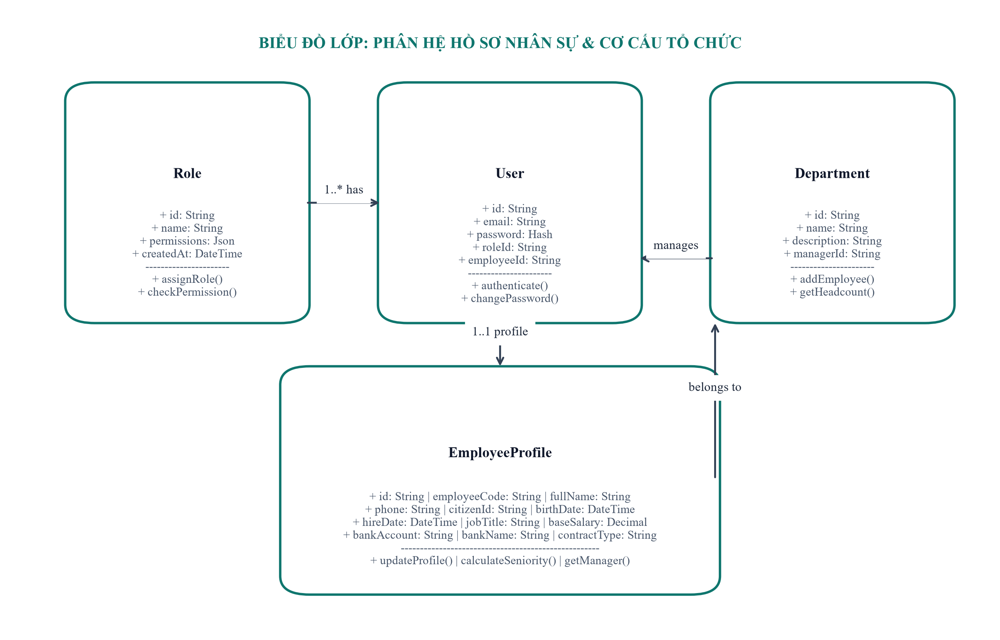 BIỂU ĐỒ LỚP: PHÂN HỆ HỒ SƠ NHÂN SỰ & CƠ CẤU TỔ CHỨC
Role
+ id: String
+ name: String
+ permissions: Json
+ createdAt: DateTime
----------------------
+ assignRole()
+ checkPermission()
1..* has
User
+ id: String
+ email: String
+ password: Hash
+ roleId: String
+ employeeId: String
----------------------
+ authenticate()
+ changePassword()
manages
Department
+ id: String
+ name: String
+ description: String
+ managerId: String
----------------------
+ addEmployee()
+ getHeadcount()
1..1 profile
belongs to
EmployeeProfile
+ id: String | employeeCode: String | fullName: String
+ phone: String | citizenId: String | birthDate: DateTime
+ hireDate: DateTime | jobTitle: String | baseSalary: Decimal
+ bankAccount: String | bankName: String | contractType: String
----------------------------------------------------
+ updateProfile() | calculateSeniority() | getManager()